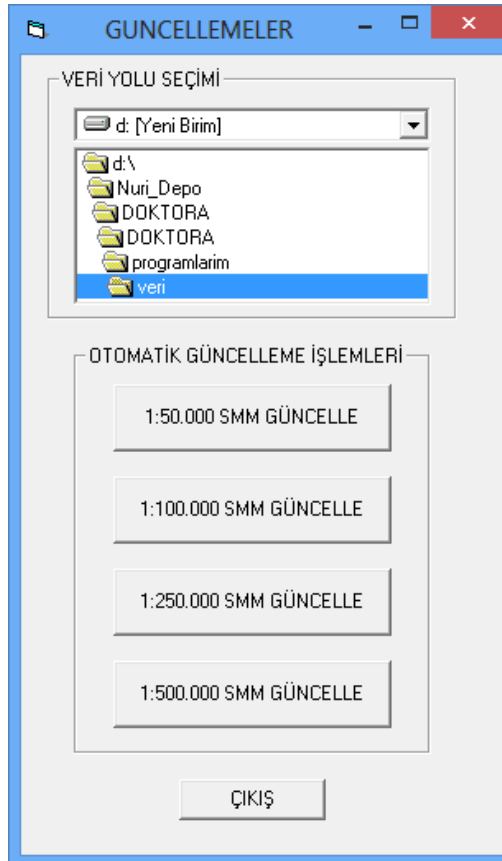 GUNCELLEMELER
VERİ YOLU SEÇİMİ
d: [Yeni Birim]
d:\
Nuri_Depo
DOKTORA
DOKTORA
programlarim
veri
OTOMATİK GÜNCELLEME İŞLEMLERİ
1:50.000 SMM GÜNCELLE
1:100.000 SMM GÜNCELLE
1:250.000 SMM GÜNCELLE
1:500.000 SMM GÜNCELLE
ÇIKIŞ